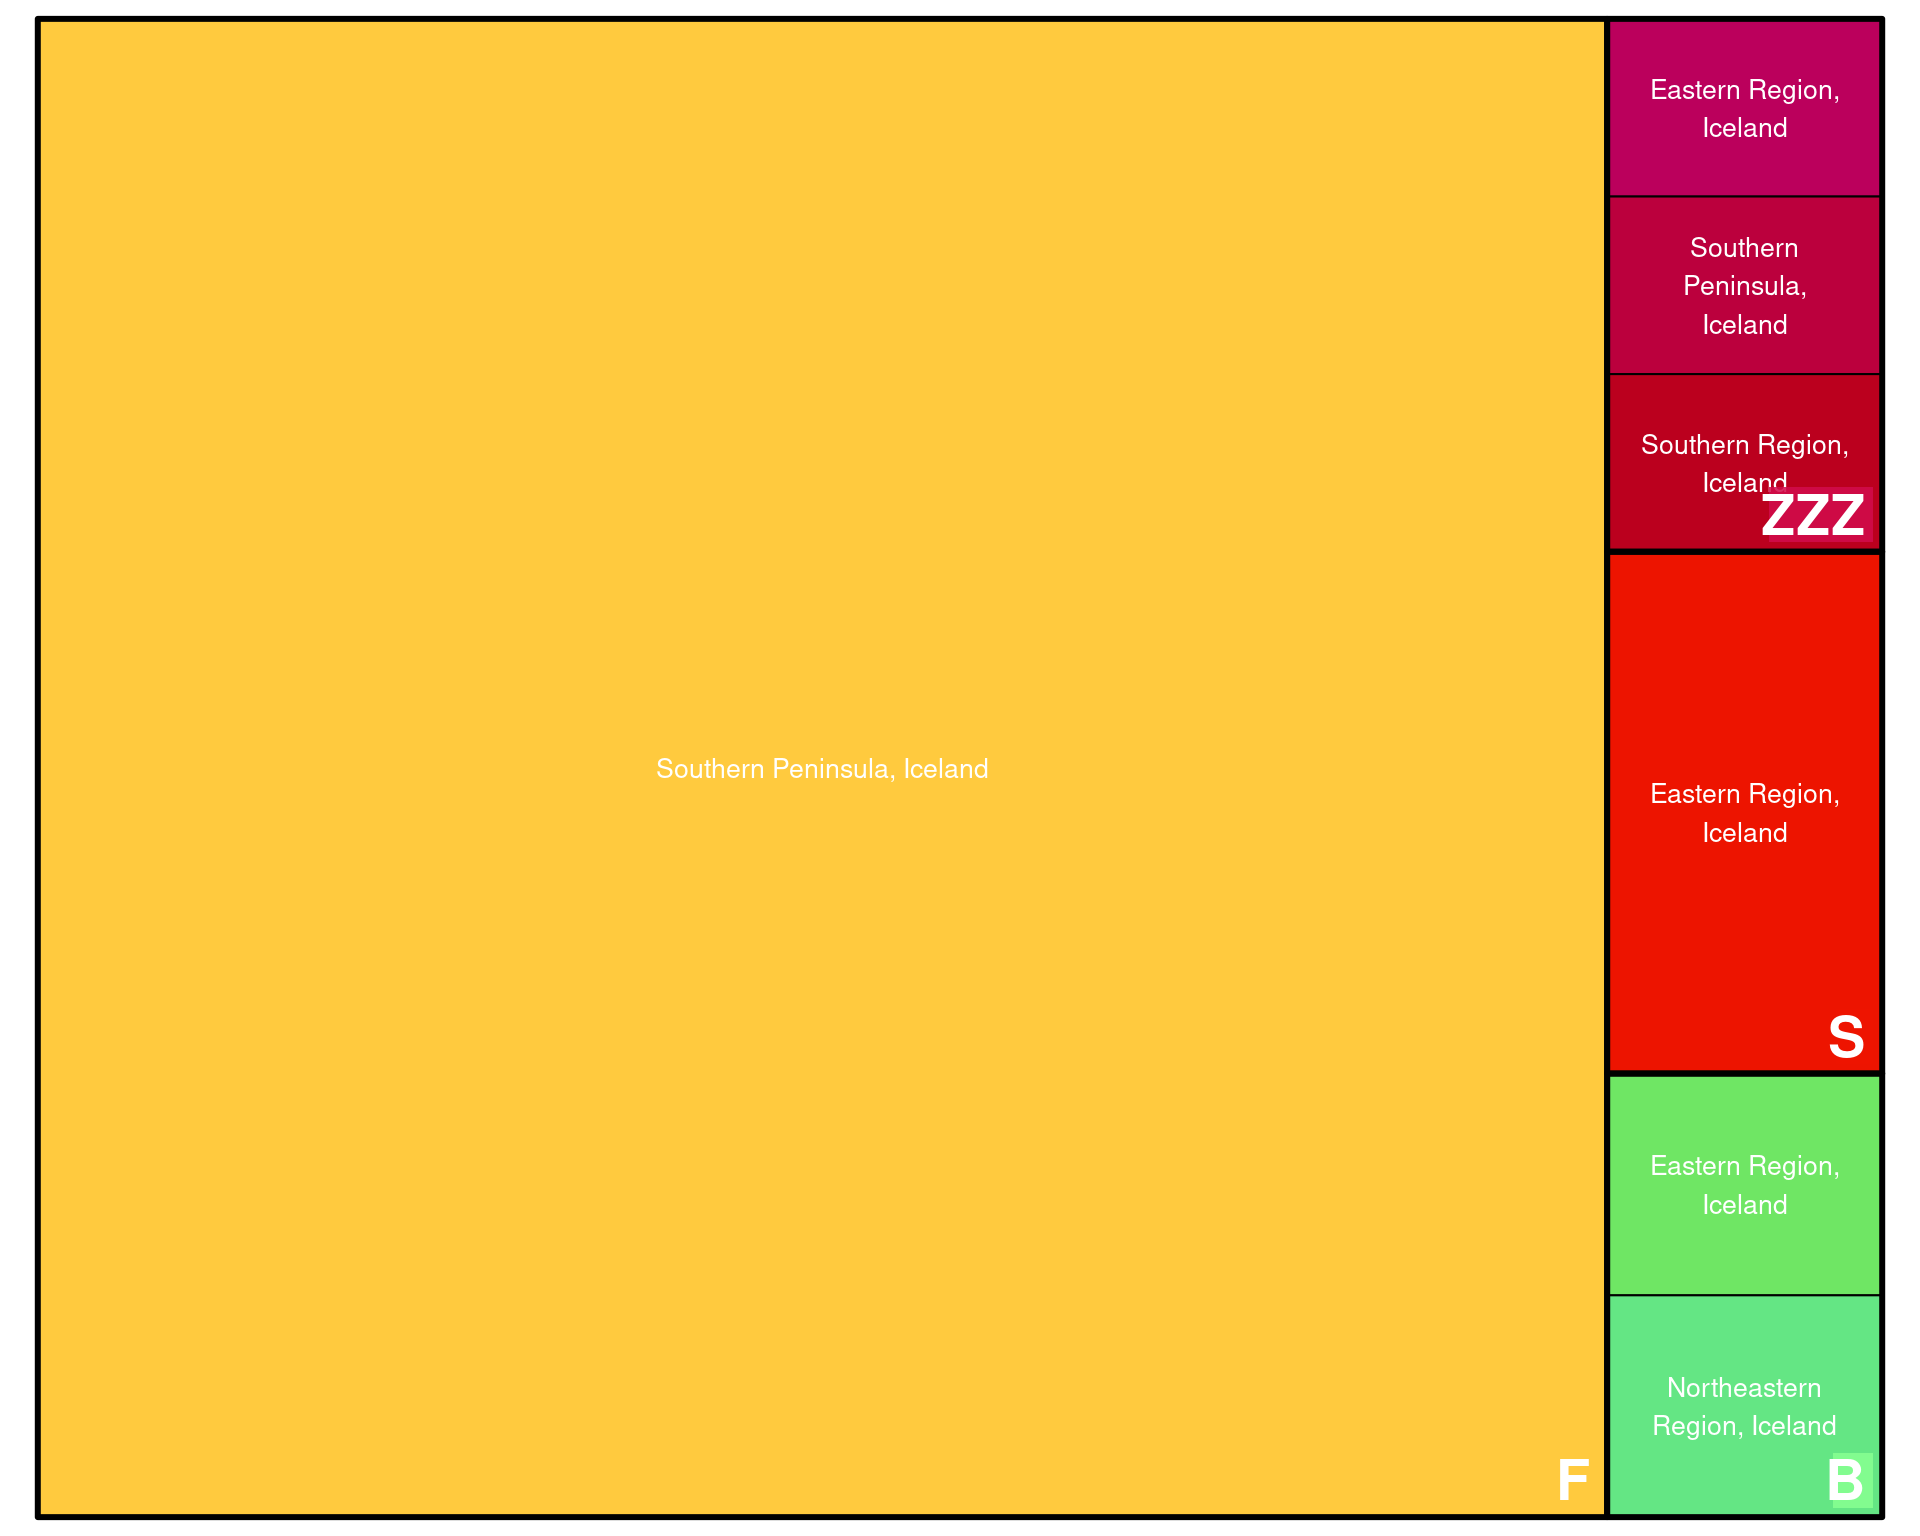 Southern Peninsula, Iceland
F
Eastern Region,
Iceland
Southern
Peninsula,
Iceland
Southern Region,
Iceland
ZZZ
Eastern Region,
Iceland
S
Eastern Region,
Iceland
Northeastern
Region, Iceland
B